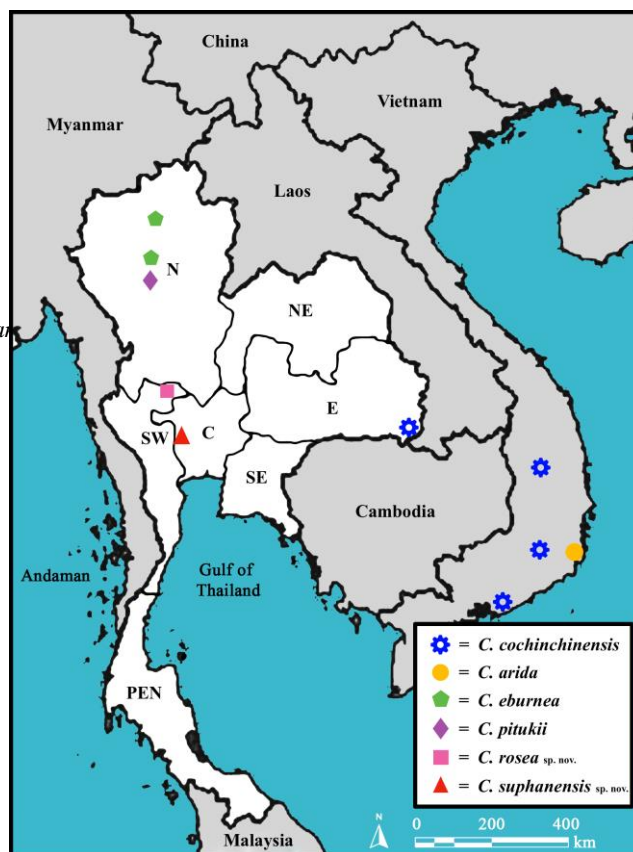 China
Vietnam
Myanmar
Laos
N
NE
E
SW
C
SE
Cambodia
Andaman
Gulf of
Thailand
PEN
Malaysia
= C. cochinchinensis
= C. arida
= C. eburnea
= C. pitukii
= C. rosea sp. nov.
= C. suphanensis sp. nov.
N
0 200 400
km